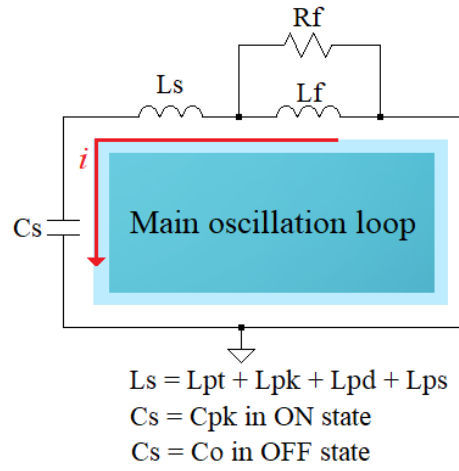 Rf
Ls
Lf
i
Cs
Main oscillation loop
Ls = Lpt + Lpk + Lpd + Lps
Cs = Cpk in ON state
Cs = Co in OFF state